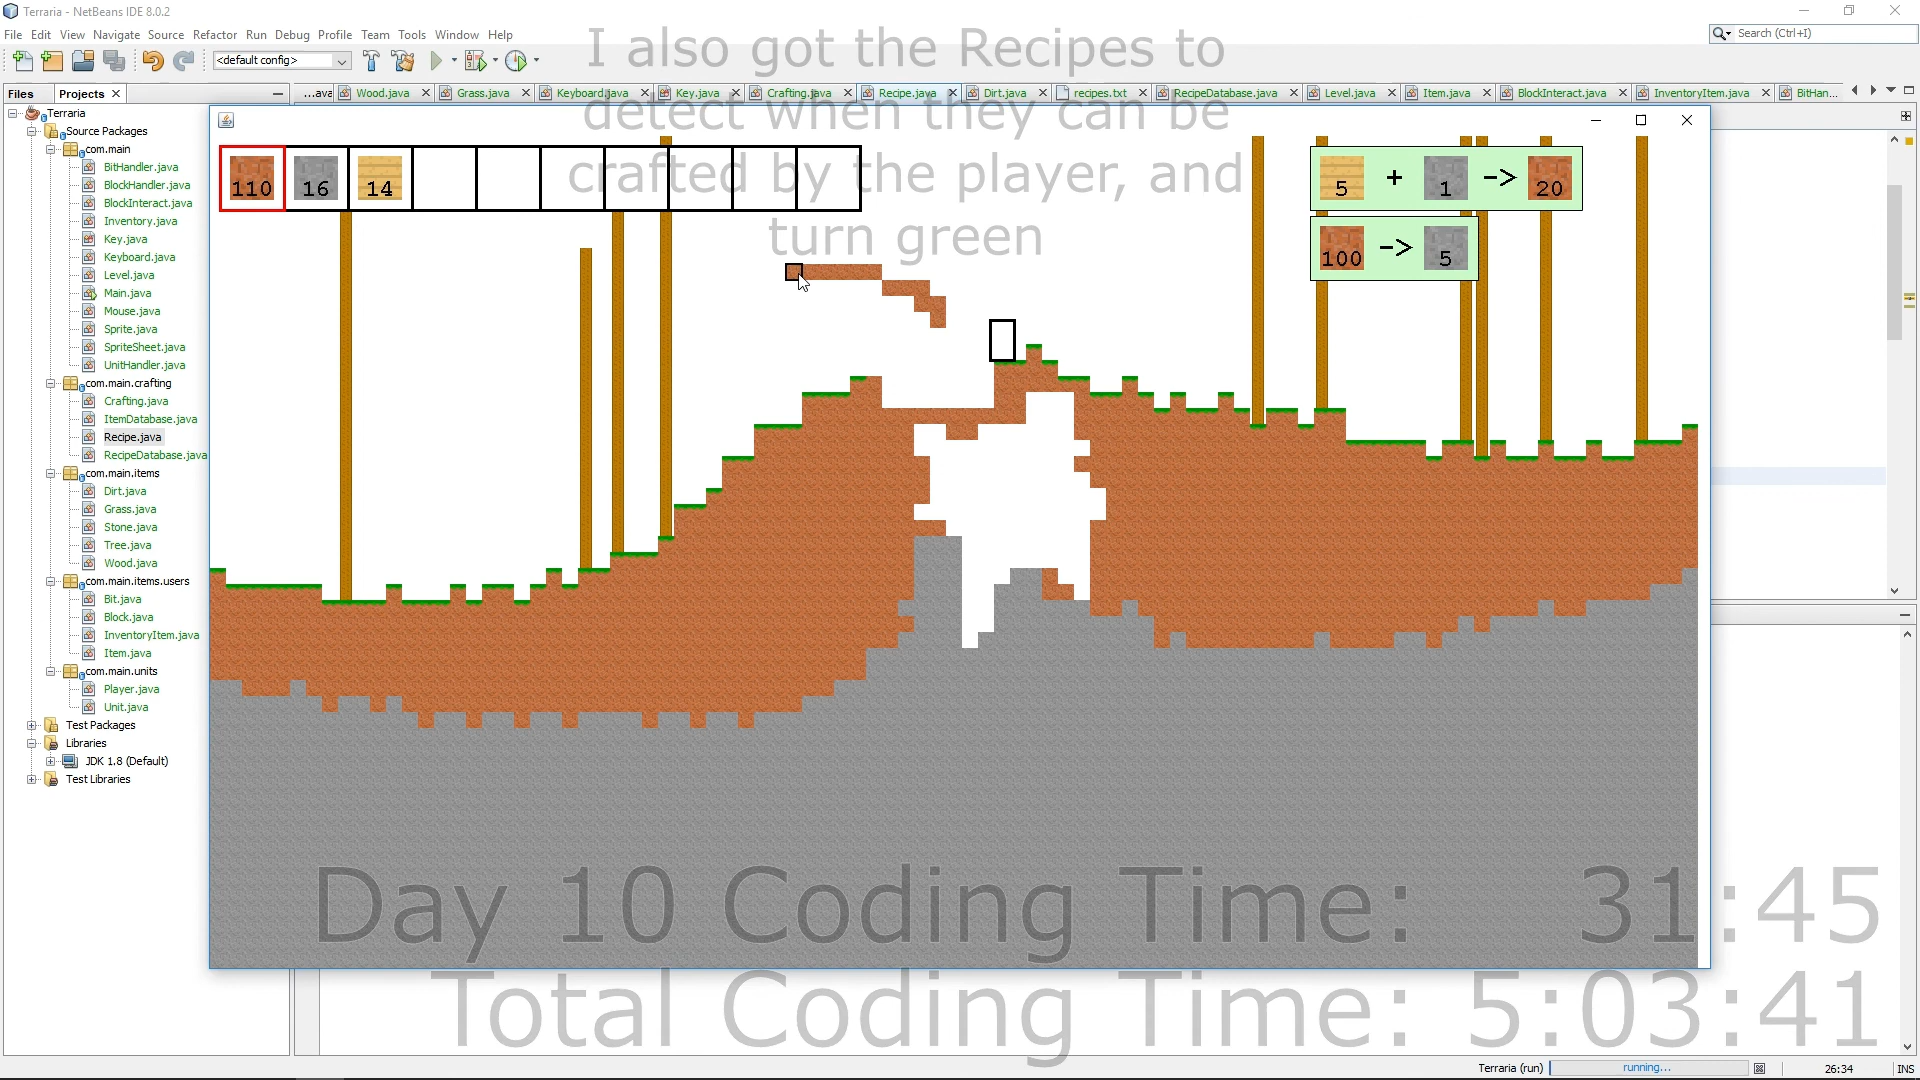 Terraria - NetBeans IDE 8.0.2
File Edit View Navigate Source Refactor Run Debug Profile Team Tools Window Help
Search (Ctrl+I)
<default config>
I also got the Recipes to
detect when they can be
crafted by the player, and
turn green
Files Projects
...ava Wood.java Grass.java Keyboard.java Key.java Crafting.java Recipe.java Dirt.java recipes.txt RecipeDatabase.java Level.java Item.java BlockInteract.java InventoryItem.java BitHan...
Terraria
Source Packages
com.main
BitHandler.java
BlockHandler.java
BlockInteract.java
Inventory.java
Key.java
Keyboard.java
Level.java
Main.java
Mouse.java
Sprite.java
SpriteSheet.java
UnitHandler.java
com.main.crafting
Crafting.java
ItemDatabase.java
Recipe.java
RecipeDatabase.java
com.main.items
Dirt.java
Grass.java
Stone.java
Tree.java
Wood.java
com.main.items.users
Bit.java
Block.java
InventoryItem.java
Item.java
com.main.units
Player.java
Unit.java
Test Packages
Libraries
JDK 1.8 (Default)
Test Libraries
110 16 14
5 + 1 -> 20
100 -> 5
Day 10 Coding Time: 31:45
Total Coding Time: 5:03:41
Terraria (run) running... 26:34 INS